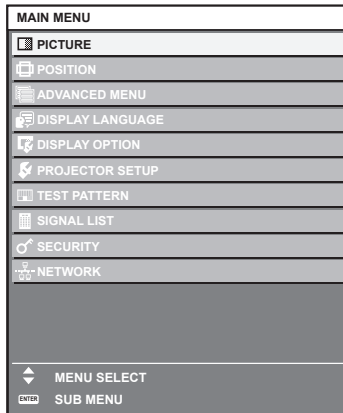 MAIN MENU
PICTURE
POSITION
ADVANCED MENU
DISPLAY LANGUAGE
DISPLAY OPTION
PROJECTOR SETUP
TEST PATTERN
SIGNAL LIST
SECURITY
NETWORK
MENU SELECT
ENTER SUB MENU